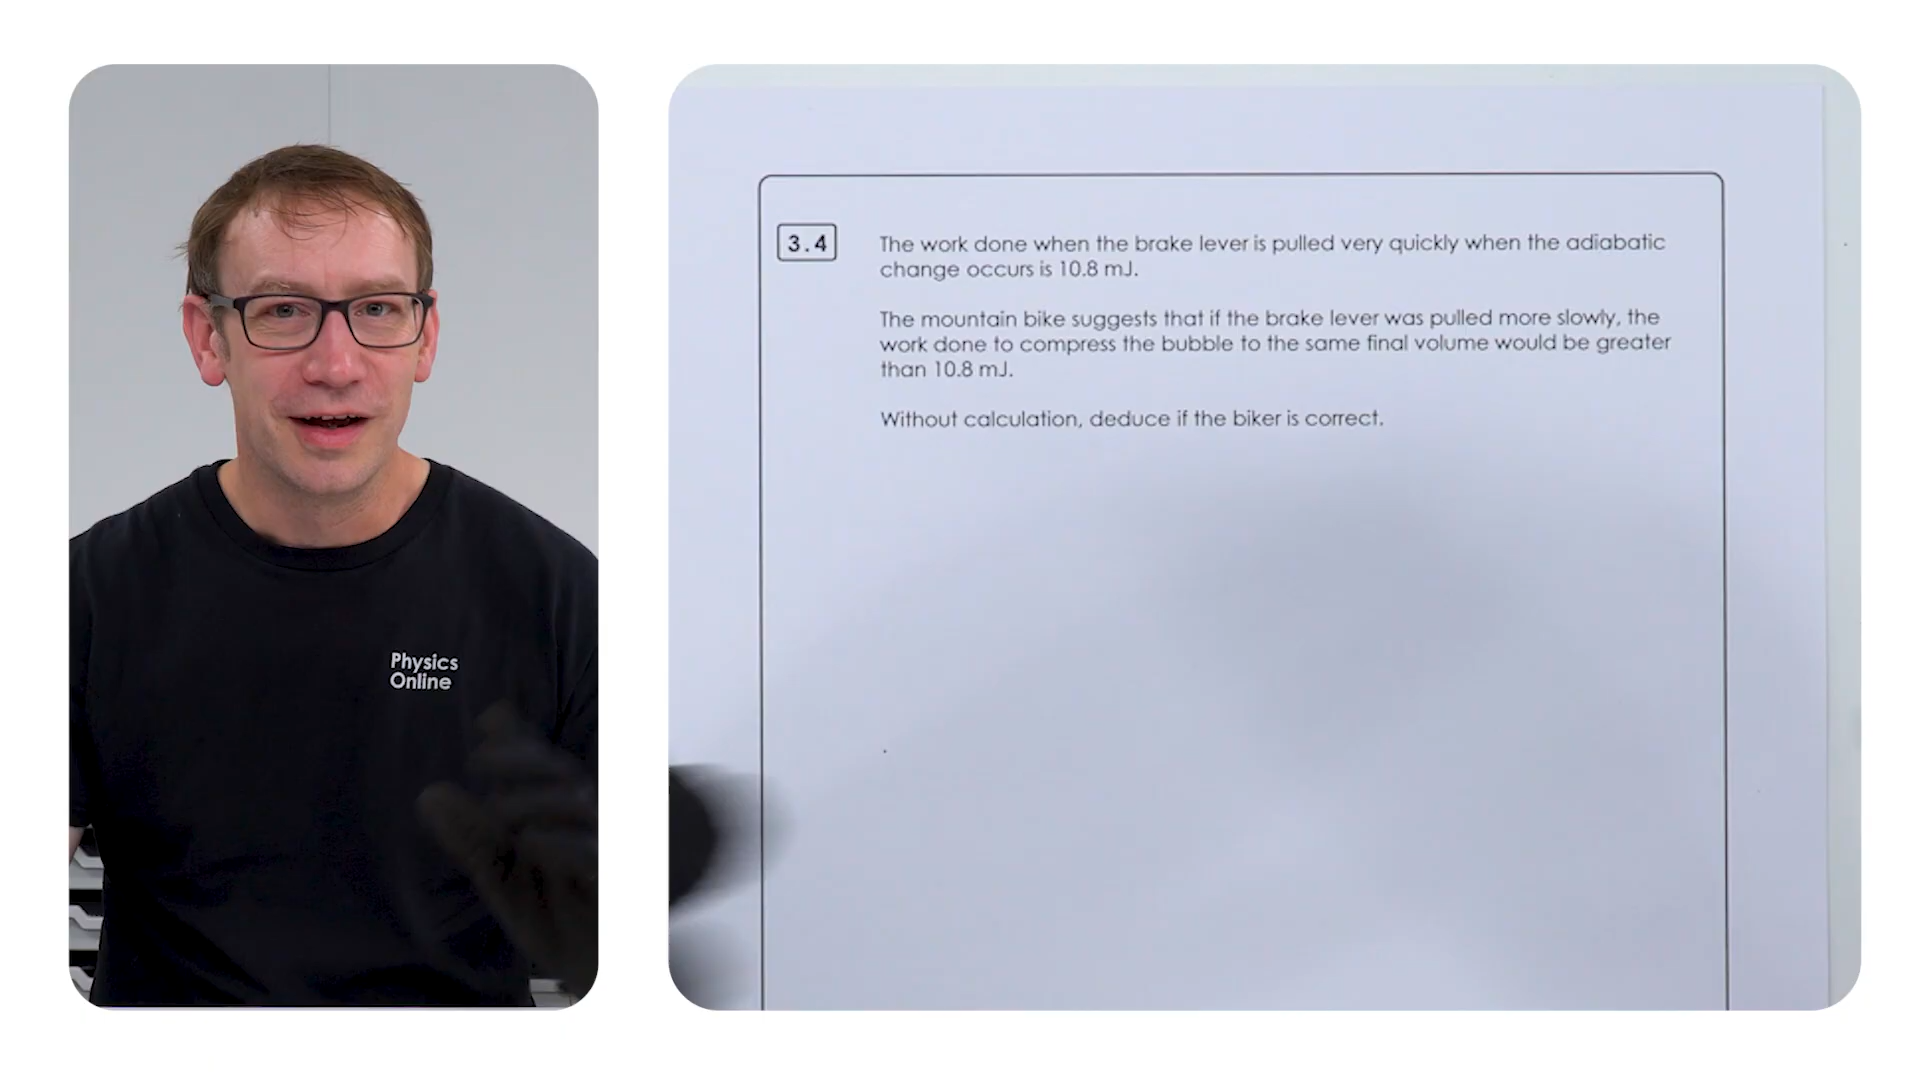 Physics
Online
3.4
The work done when the brake lever is pulled very quickly when the adiabatic
change occurs is 10.8 mJ.
The mountain bike suggests that if the brake lever was pulled more slowly, the
work done to compress the bubble to the same final volume would be greater
than 10.8 mJ.
Without calculation, deduce if the biker is correct.